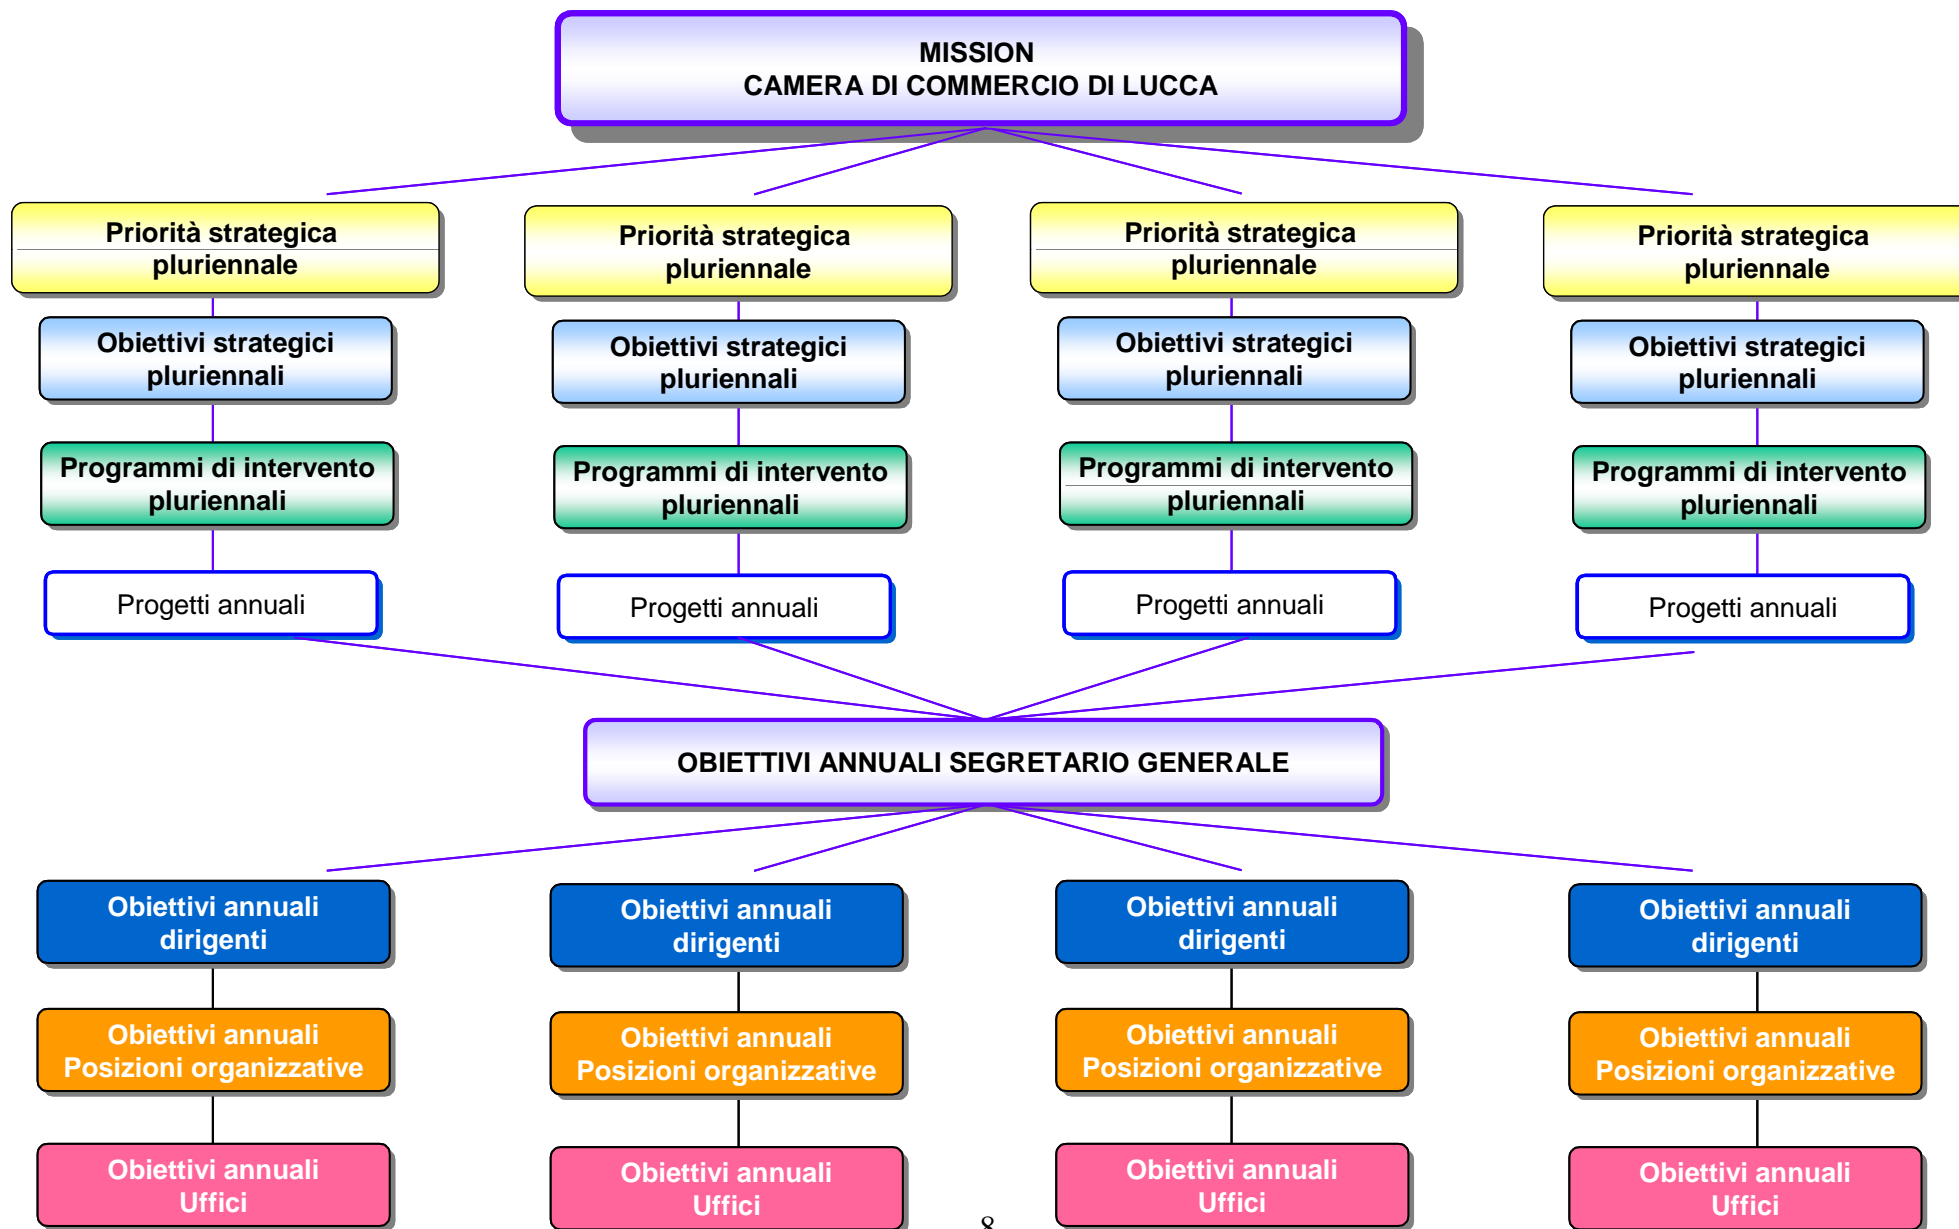 MISSION
CAMERA DI COMMERCIO DI LUCCA
Priorità strategica
pluriennale
Priorità strategica
pluriennale
Priorità strategica
pluriennale
Priorità strategica
pluriennale
Obiettivi strategici
pluriennali
Obiettivi strategici
pluriennali
Obiettivi strategici
pluriennali
Obiettivi strategici
pluriennali
Programmi di intervento
pluriennali
Programmi di intervento
pluriennali
Programmi di intervento
pluriennali
Programmi di intervento
pluriennali
Progetti annuali
Progetti annuali
Progetti annuali
Progetti annuali
OBIETTIVI ANNUALI SEGRETARIO GENERALE
Obiettivi annuali
dirigenti
Obiettivi annuali
dirigenti
Obiettivi annuali
dirigenti
Obiettivi annuali
dirigenti
Obiettivi annuali
Posizioni organizzative
Obiettivi annuali
Posizioni organizzative
Obiettivi annuali
Posizioni organizzative
Obiettivi annuali
Posizioni organizzative
Obiettivi annuali
Uffici
Obiettivi annuali
Uffici
Obiettivi annuali
Uffici
Obiettivi annuali
Uffici
8